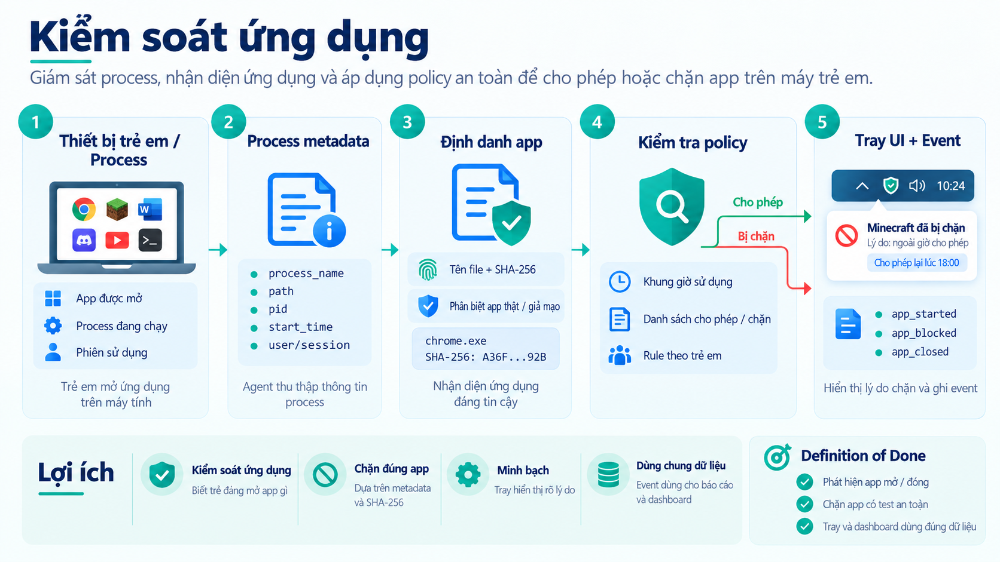 Kiểm soát ứng dụng
Giám sát process, nhận diện ứng dụng và áp dụng policy an toàn để cho phép hoặc chặn app trên máy trẻ em.
1
Thiết bị trẻ em /
Process
W
>_
App được mở
Process đang chạy
Phiên sử dụng
Trẻ em mở ứng dụng
trên máy tính
2
Process metadata
i
process_name
path
pid
start_time
user/session
Agent thu thập thông tin
process
3
Định danh app
Tên file + SHA-256
Phân biệt app thật / giả mạo
chrome.exe
SHA-256: A36F...92B
Nhận diện ứng dụng
đáng tin cậy
4
Kiểm tra policy
Cho phép
Bị chặn
Khung giờ sử dụng
Danh sách cho phép / chặn
Rule theo trẻ em
5
Tray UI + Event
10:24
Minecraft đã bị chặn
Lý do: ngoài giờ cho phép
Cho phép lại lúc 18:00
app_started
app_blocked
app_closed
Hiển thị lý do chặn và ghi event
Lợi ích
Kiểm soát ứng dụng
Biết trẻ đang mở app gì
Chặn đúng app
Dựa trên metadata
và SHA-256
Minh bạch
Tray hiển thị rõ lý do
Dùng chung dữ liệu
Event dùng cho báo cáo
và dashboard
Definition of Done
Phát hiện app mở / đóng
Chặn app có test an toàn
Tray và dashboard dùng đúng dữ liệu